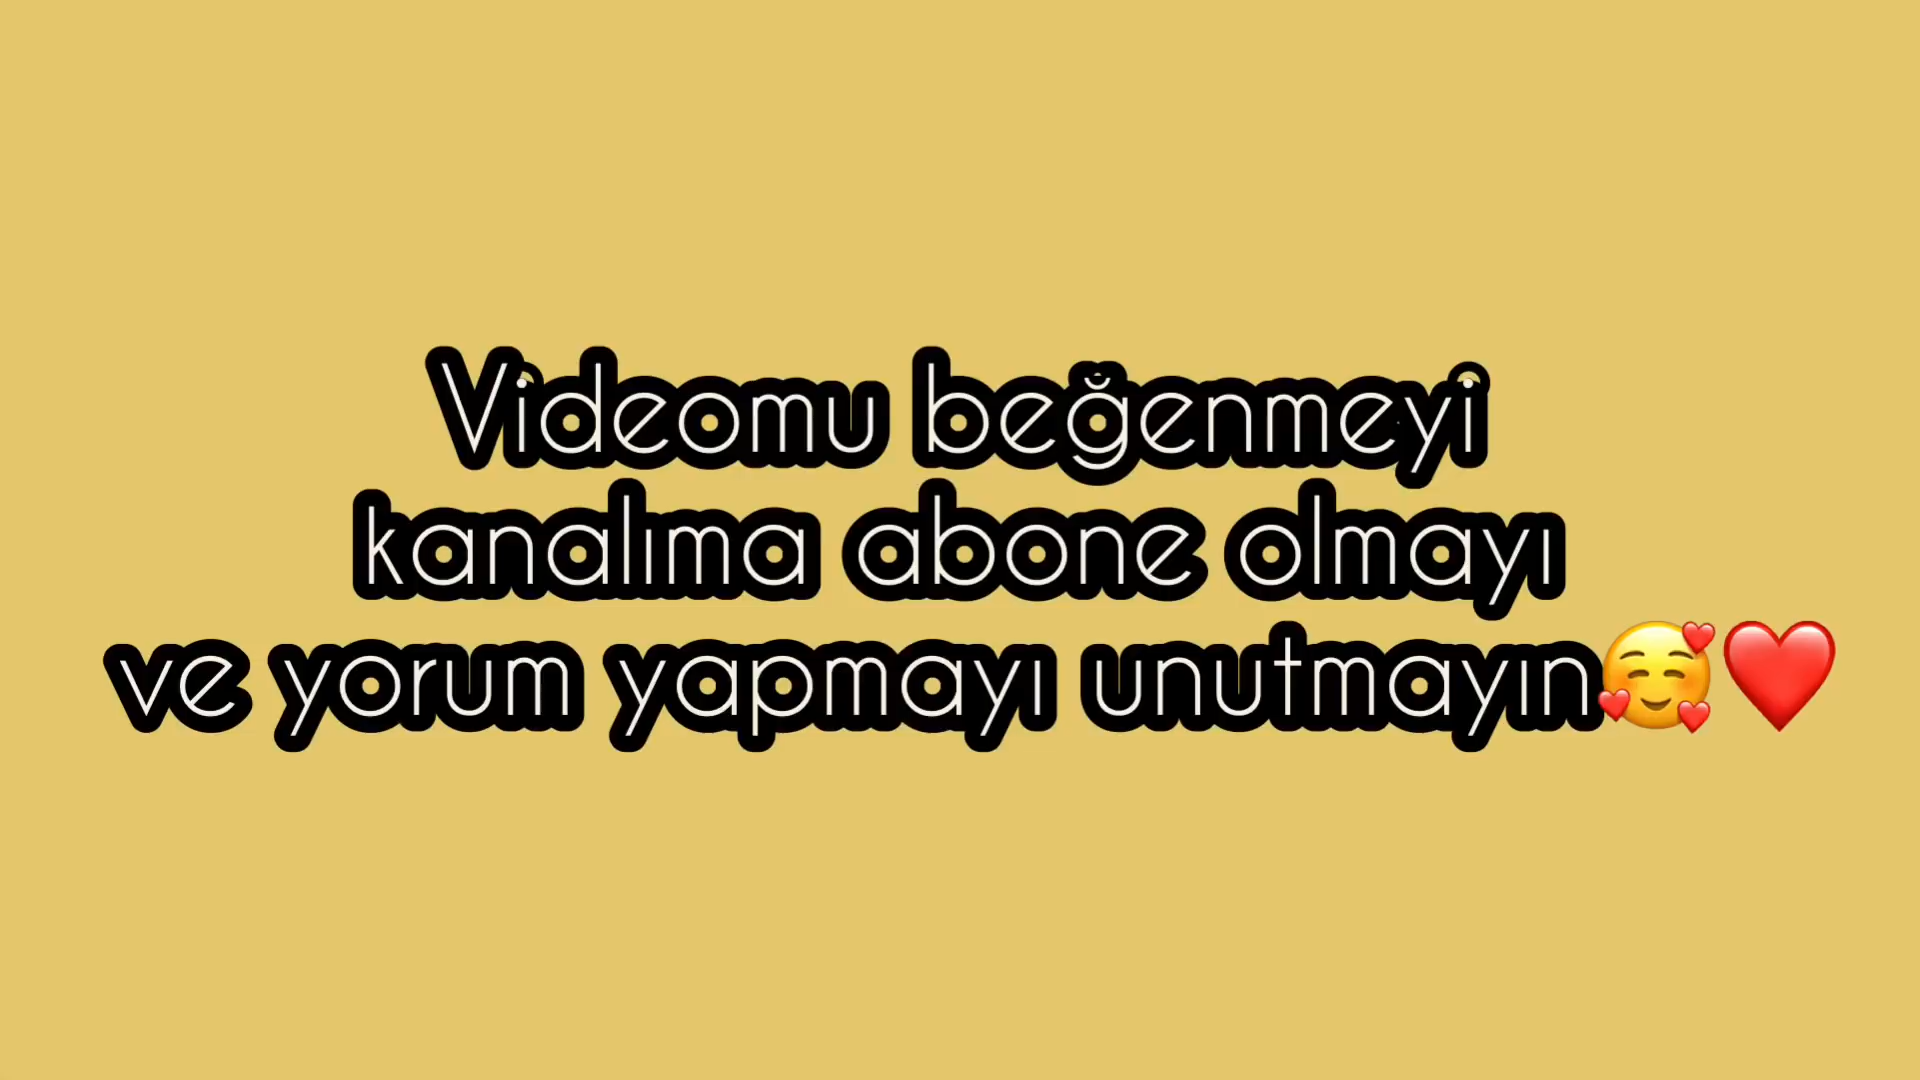 Videomu beğenmeyi
kanalıma abone olmayı
ve yorum yapmayı unutmayın🥰❤️